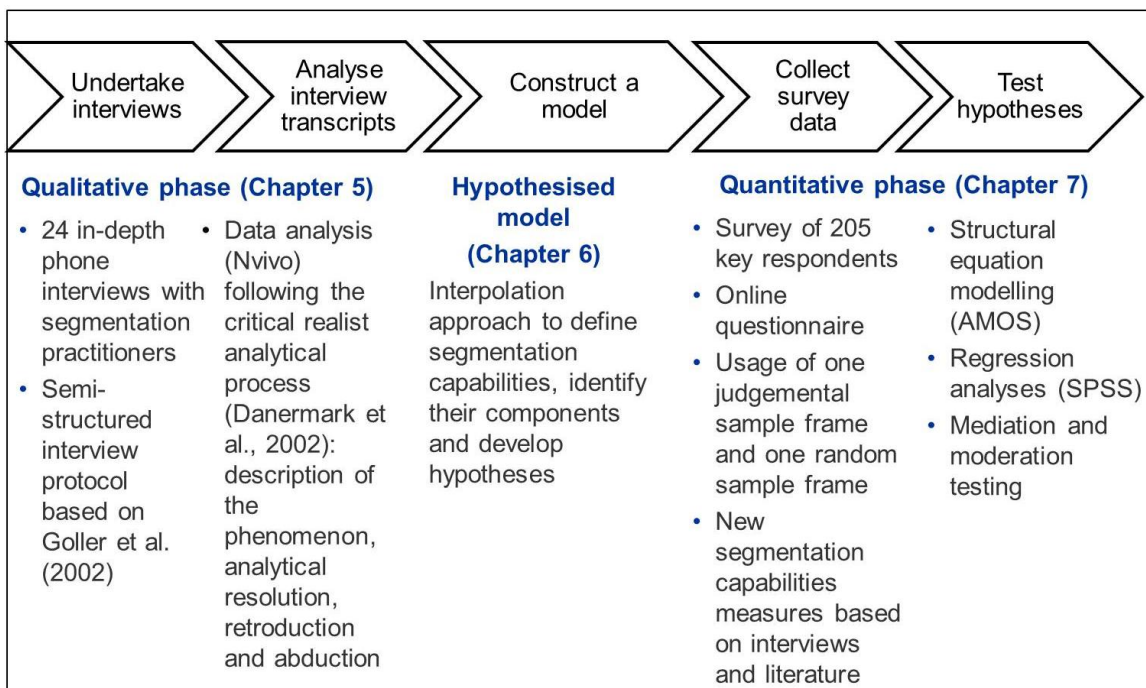 Undertake
interviews
Analyse
interview
transcripts
Construct a
model
Collect
survey
data
Test
hypotheses
Qualitative phase (Chapter 5)
• 24 in-depth
phone
interviews with
segmentation
practitioners
• Semi-
structured
interview
protocol
based on
Goller et al.
(2002)
• Data analysis
(Nvivo)
following the
critical realist
analytical
process
(Danermark et
al., 2002):
description of
the
phenomenon,
analytical
resolution,
retroduction
and abduction
Hypothesised
model
(Chapter 6)
Interpolation
approach to define
segmentation
capabilities, identify
their components
and develop
hypotheses
Quantitative phase (Chapter 7)
• Survey of 205
key respondents
• Online
questionnaire
• Usage of one
judgemental
sample frame
and one random
sample frame
• New
segmentation
capabilities
measures based
on interviews
and literature
• Structural
equation
modelling
(AMOS)
• Regression
analyses (SPSS)
• Mediation and
moderation
testing